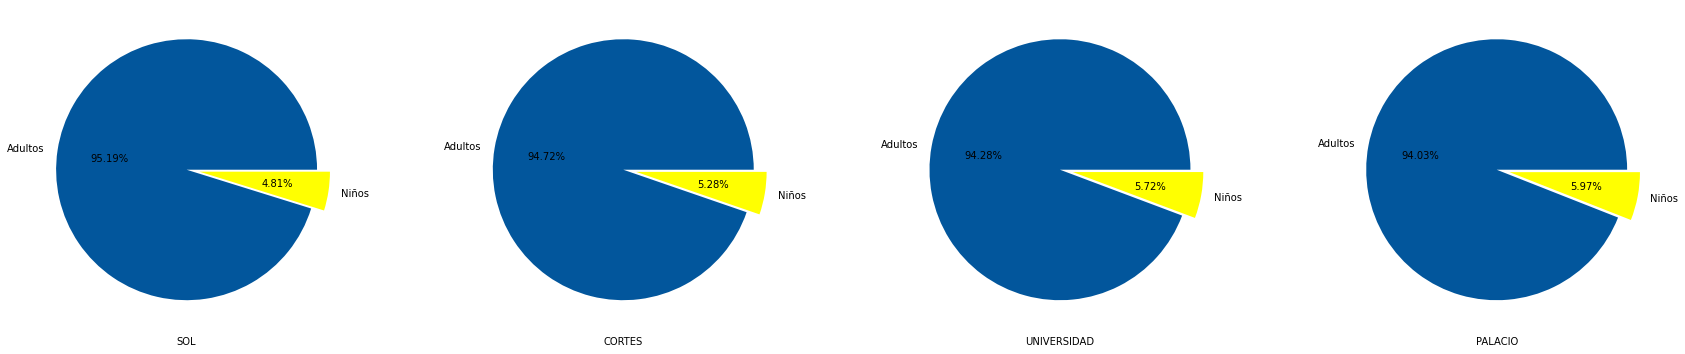 Adultos
95.19%
4.81%
Niños
SOL
Adultos
94.72%
5.28%
Niños
CORTES
Adultos
94.28%
5.72%
Niños
UNIVERSIDAD
Adultos
94.03%
5.97%
Niños
PALACIO